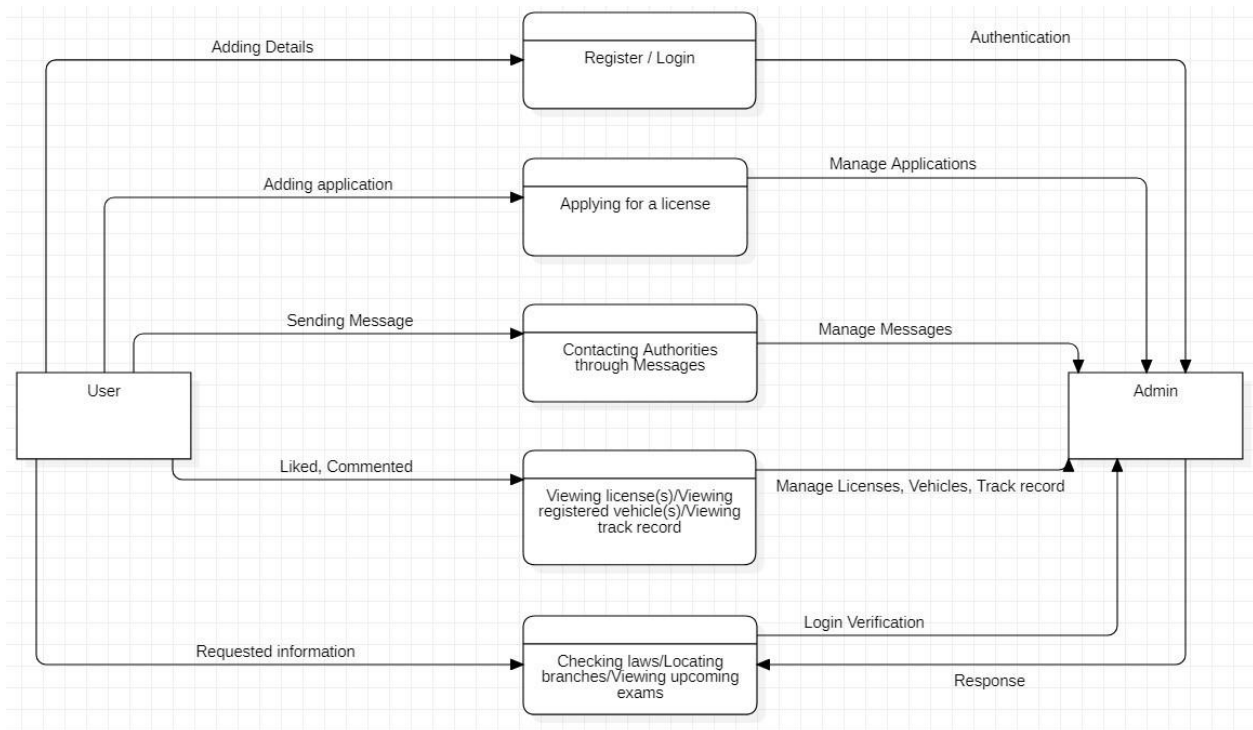 Adding Details
Register / Login
Authentication
Adding application
Applying for a license
Manage Applications
Sending Message
Contacting Authorities
through Messages
Manage Messages
User
Admin
Liked, Commented
Viewing license(s)/Viewing
registered vehicle(s)/Viewing
track record
Manage Licenses, Vehicles, Track record
Requested information
Checking laws/Locating
branches/Viewing upcoming
exams
Login Verification
Response